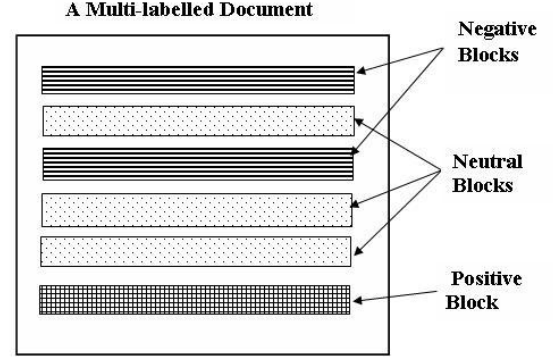 A Multi-labelled Document
Negative
Blocks
Neutral
Blocks
Positive
Block